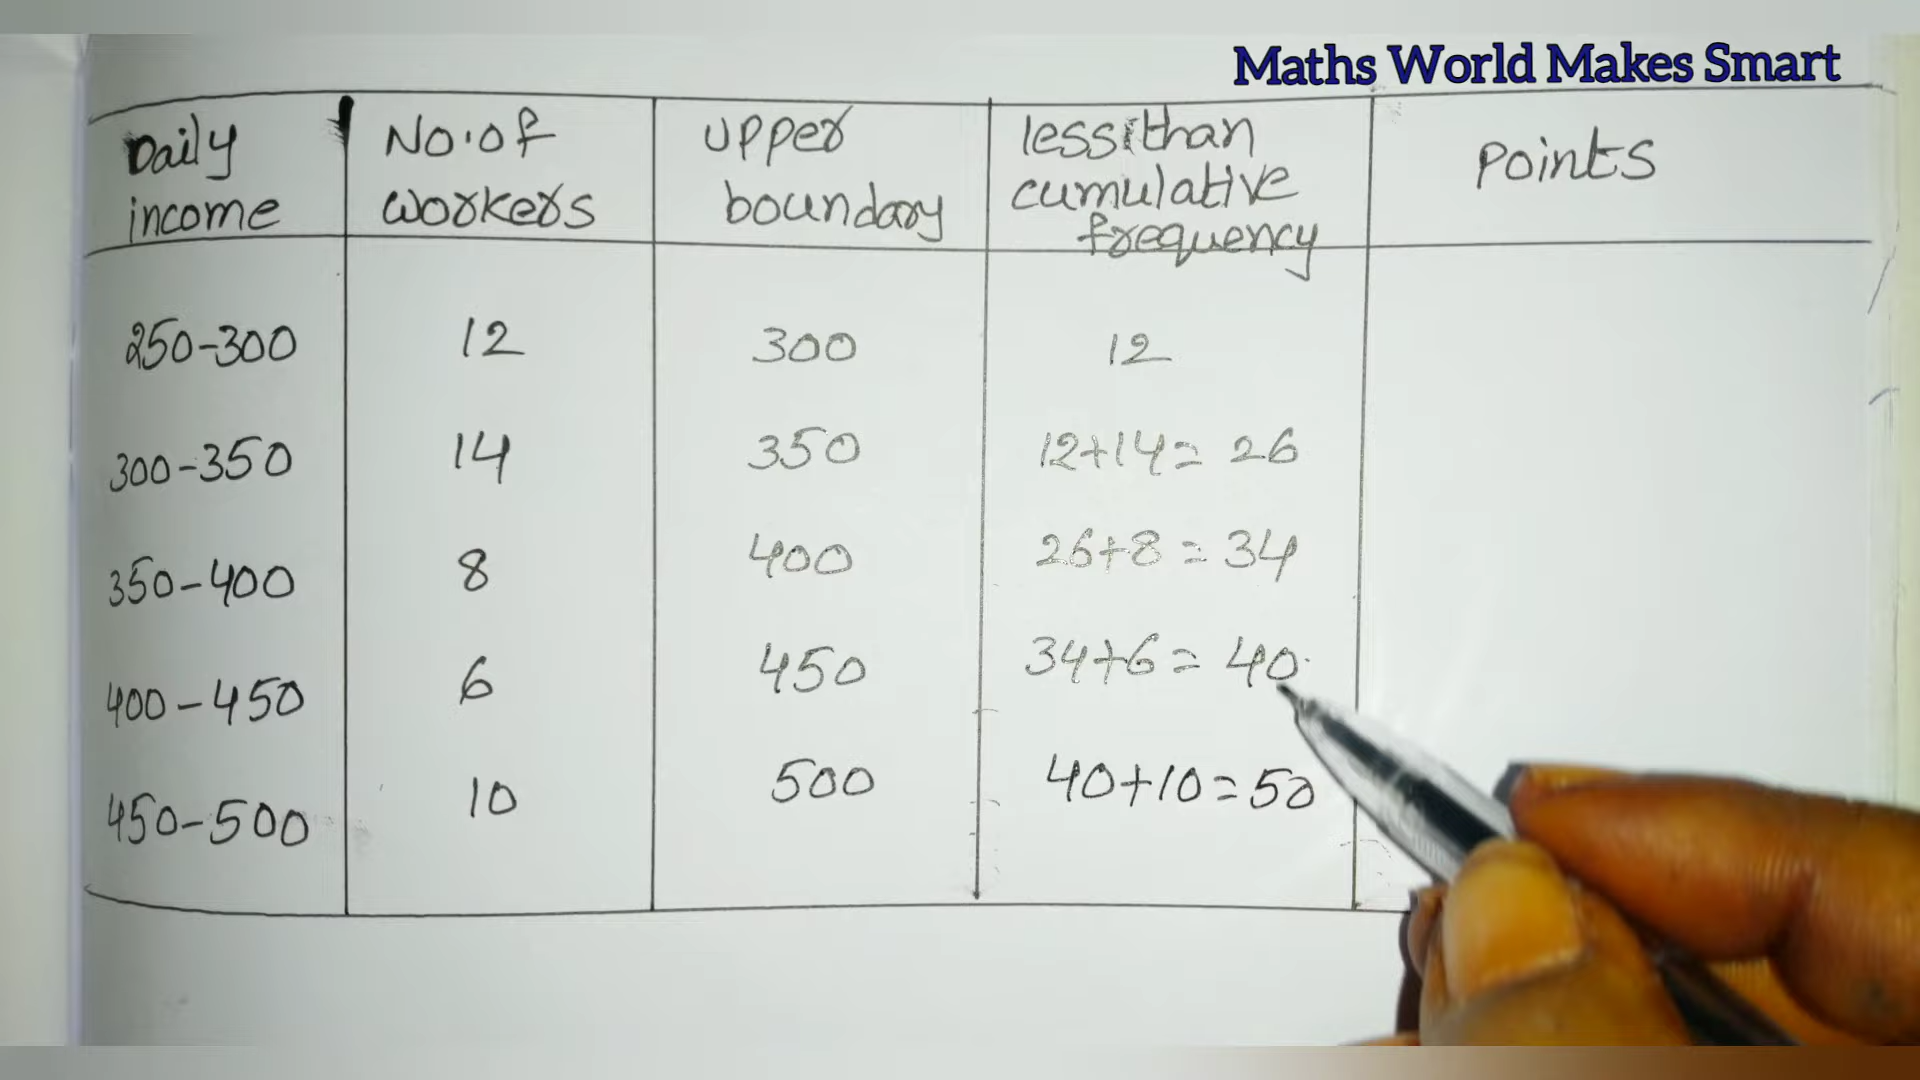 Maths World Makes Smart
Daily income
No. of workers
upper boundary
less than cumulative frequency
points
250-300 12 300 12
300-350 14 350 12+14= 26
350-400 8 400 26+8 = 34
400-450 6 450 34+6= 40
450-500 10 500 40+10=50